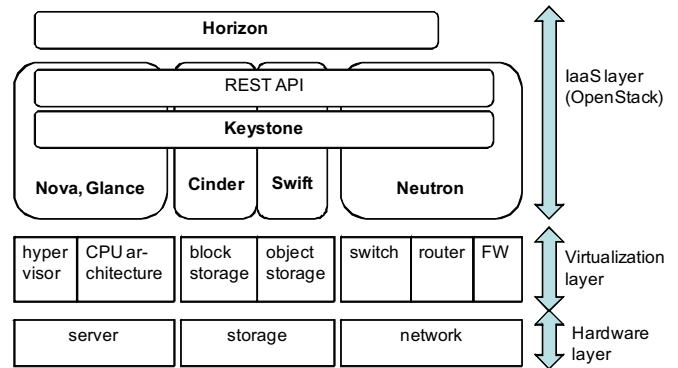 Horizon
IaaS layer
(OpenStack)
REST API
Keystone
Nova, Glance
Cinder
Swift
Neutron
hyper
visor
CPU ar-
chitecture
block
storage
object
storage
switch
router
FW
Virtualization
layer
server
storage
network
Hardware
layer